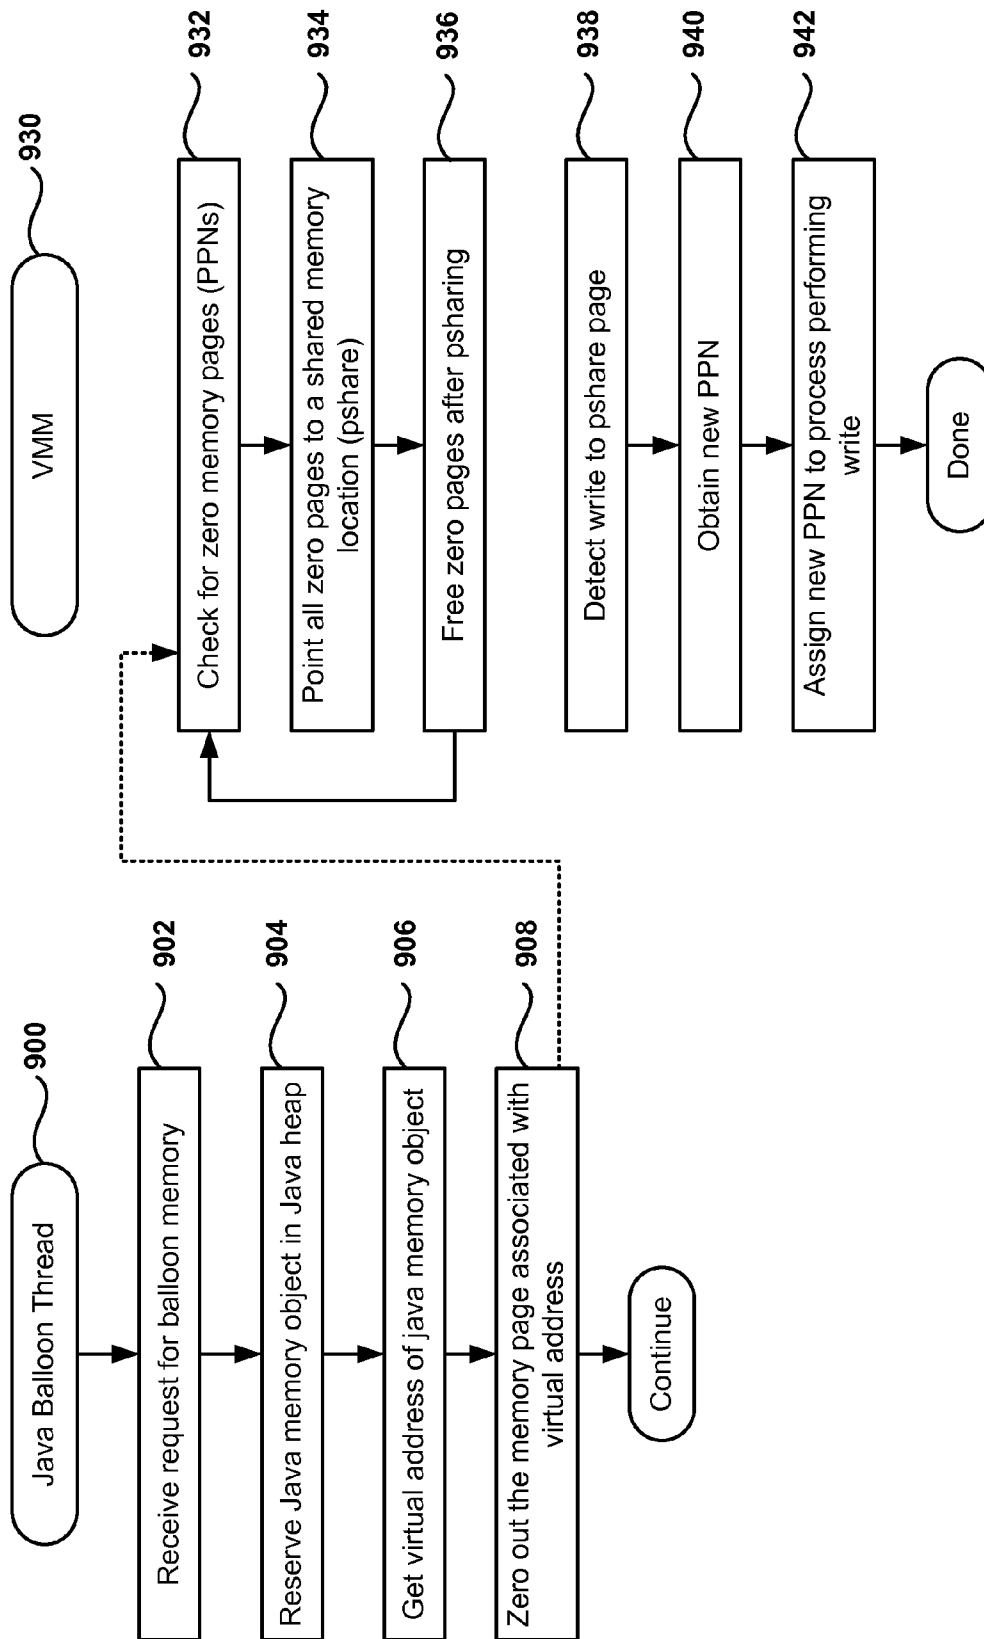 Java Balloon Thread
900
Receive request for balloon memory
902
Reserve Java memory object in Java heap
904
Get virtual address of java memory object
906
Zero out the memory page associated with
virtual address
908
Continue
VMM
930
Check for zero memory pages (PPNs)
932
Point all zero pages to a shared memory
location (pshare)
934
Free zero pages after psharing
936
Detect write to pshare page
938
Obtain new PPN
940
Assign new PPN to process performing
write
942
Done